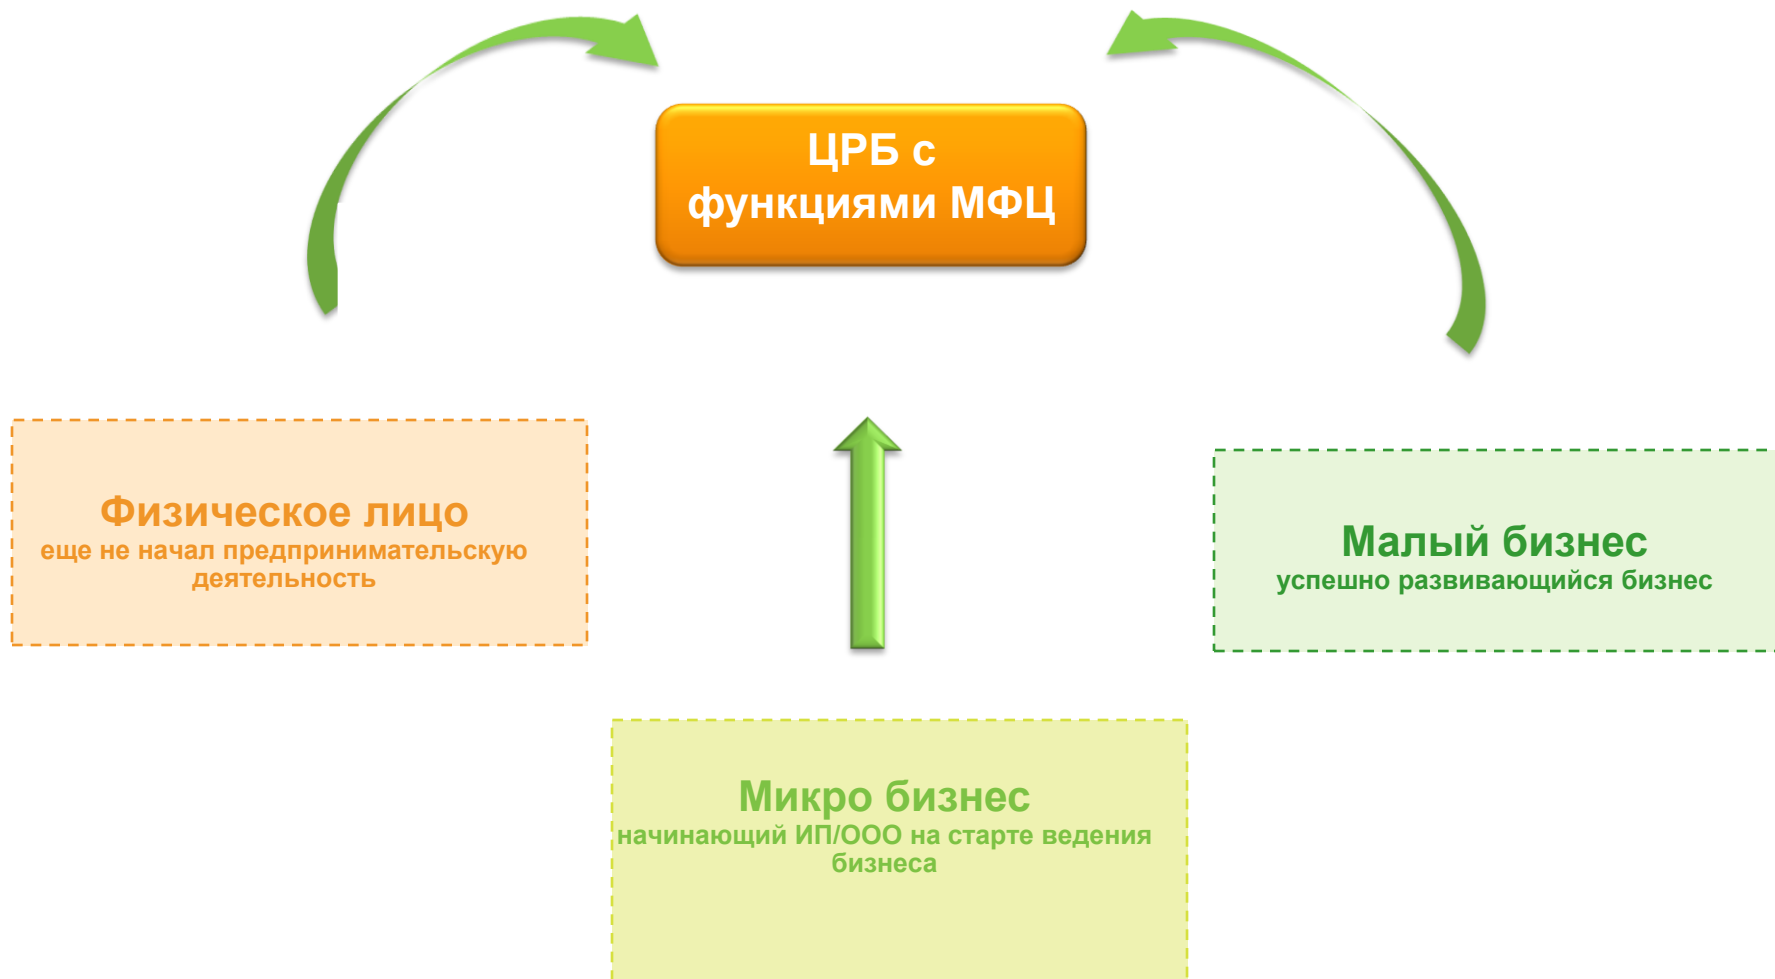 ЦРБ с
функциями МФЦ
Физическое лицо
еще не начал предпринимательскую
деятельность
Малый бизнес
успешно развивающийся бизнес
Микро бизнес
начинающий ИП/ООО на старте ведения
бизнеса